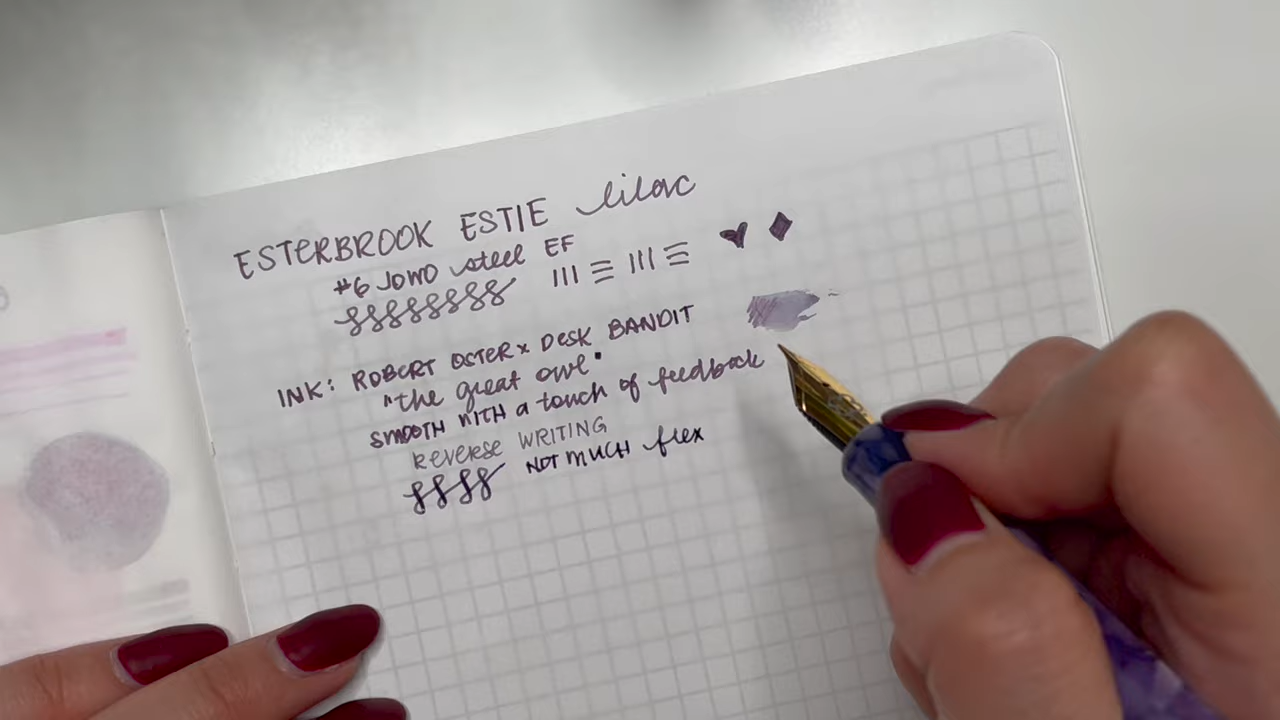 ESTERBROOK ESTIE lilac
#6 JOWO steel EF
INK: ROBERT OSTER x DESK BANDIT
"the great owl"
SMOOTH WITH a touch of feedback
REVERSE WRITING
NOT MUCH flex